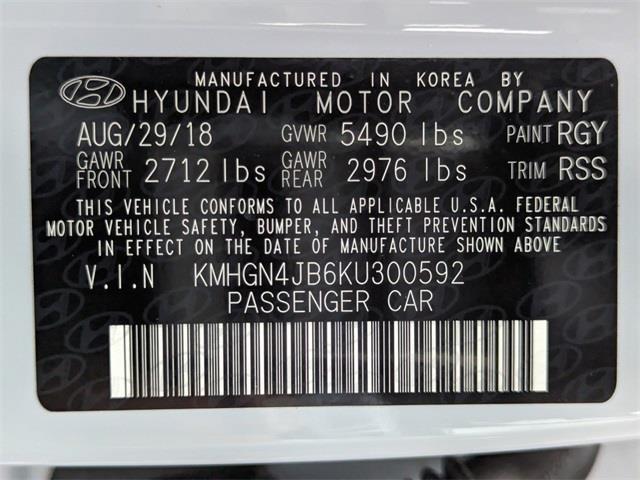 MANUFACTURED IN KOREA BY
HYUNDAI MOTOR COMPANY
AUG/29/18 GVWR 5490 lbs PAINT RGY
GAWR FRONT 2712 lbs GAWR REAR 2976 lbs TRIM RSS
THIS VEHICLE CONFORMS TO ALL APPLICABLE U.S.A. FEDERAL
MOTOR VEHICLE SAFETY, BUMPER, AND THEFT PREVENTION STANDARDS
IN EFFECT ON THE DATE OF MANUFACTURE SHOWN ABOVE
V.I.N KMHGN4JB6KU300592
PASSENGER CAR